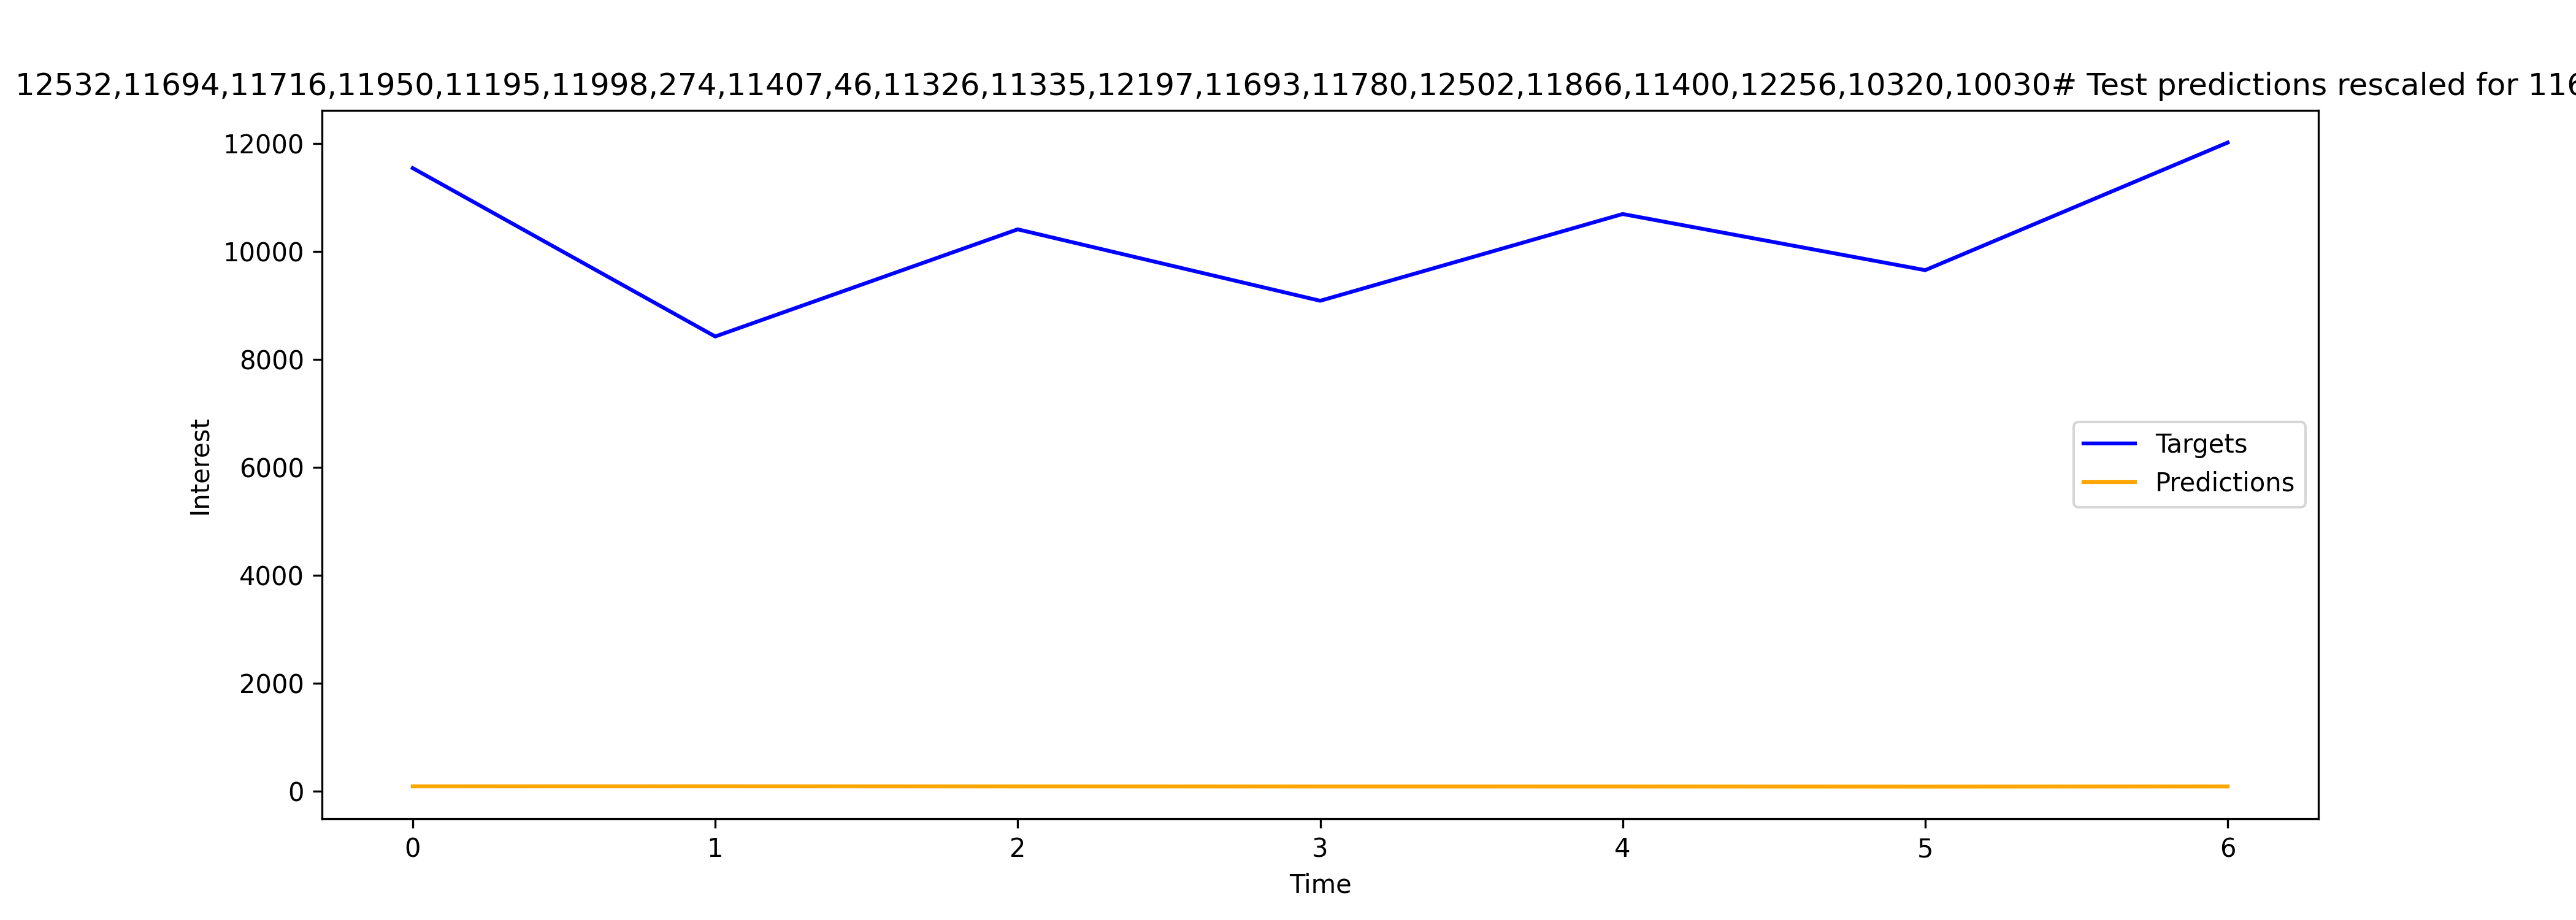 12532,11694,11716,11950,11195,11998,274,11407,46,11326,11335,12197,11693,11780,12502,11866,11400,12256,10320,10030# Test predictions rescaled for 116
12000
10000
8000
6000
4000
2000
0
Interest
Targets
Predictions
0 1 2 3 4 5 6
Time